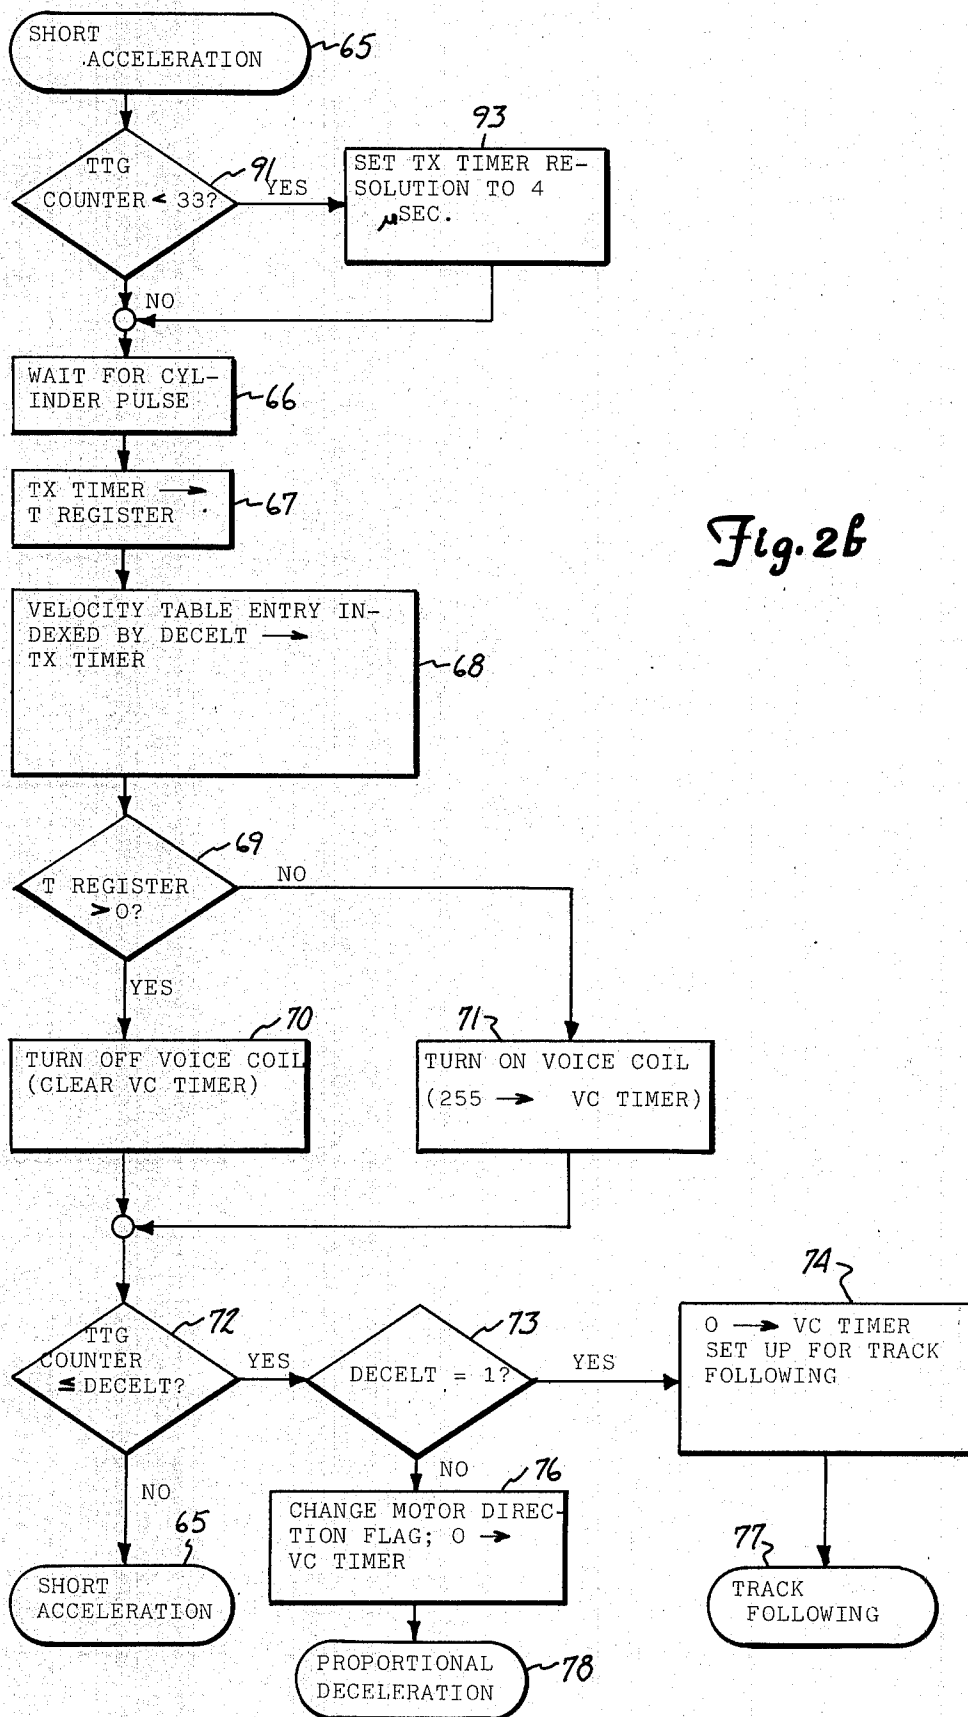 SHORT
.ACCELERATION
65
TTG
COUNTER < 33?
91
YES
93
SET TX TIMER RE-
SOLUTION TO 4
μSEC.
NO
WAIT FOR CYL-
INDER PULSE
66
TX TIMER →
T REGISTER
67
Fig. 2b
VELOCITY TABLE ENTRY IN-
DEXED BY DECELT →
TX TIMER
68
69
T REGISTER
> 0?
NO
YES
70
TURN OFF VOICE COIL
(CLEAR VC TIMER)
71
TURN ON VOICE COIL
(255 → VC TIMER)
72
TTG
COUNTER
≤ DECELT?
YES
73
DECELT = 1?
YES
74
0 → VC TIMER
SET UP FOR TRACK
FOLLOWING
NO
NO
76
CHANGE MOTOR DIREC-
TION FLAG; 0 →
VC TIMER
65
SHORT
ACCELERATION
77
TRACK
FOLLOWING
PROPORTIONAL
DECELERATION
78